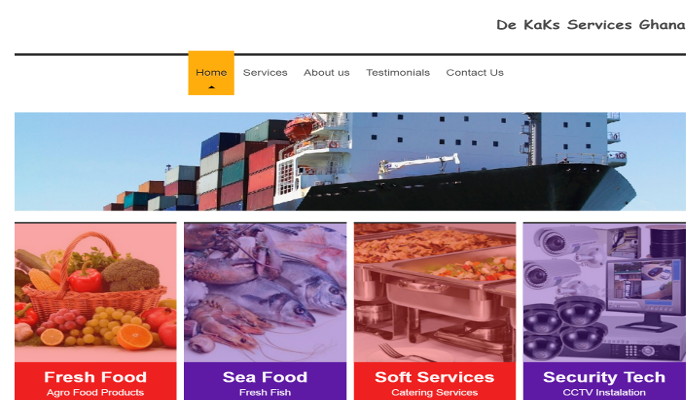 De KaKs Services Ghana
Home Services About us Testimonials Contact Us
Fresh Food
Agro Food Products
Sea Food
Fresh Fish
Soft Services
Catering Services
Security Tech
CCTV Instalation